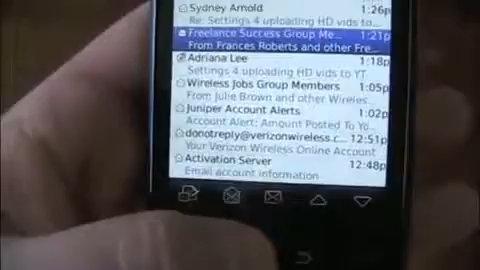 Sydney Arnold 1:26p
Re: Settings 4 uploading HD vids to...
Freelance Success Group Me... 1:21p
From Frances Roberts and other Fre...
Adriana Lee 1:18p
Settings 4 uploading HD vids to YT
Wireless Jobs Group Members 1:05p
From Julie Brown and other Wireles...
Juniper Account Alerts 1:02p
Account Alert: Amount Posted To Yo...
donotreply@verizonwireless.c... 12:51p
Your Verizon Wireless Online Account
Activation Server 12:48p
Email account information